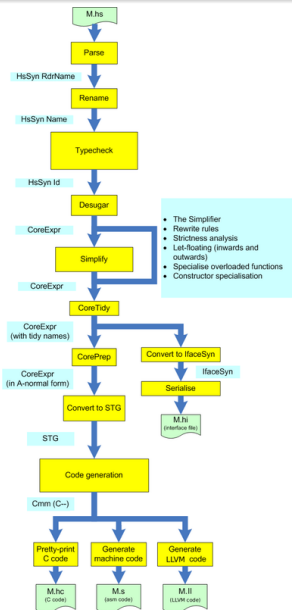 M.hs
Parse
HsSyn RdrName
Rename
HsSyn Name
Typecheck
HsSyn Id
Desugar
CoreExpr
Simplify
• The Simplifier
• Rewrite rules
• Strictness analysis
• Let-floating (inwards and
outwards)
• Specialise overloaded functions
• Constructor specialisation
CoreExpr
CoreTidy
CoreExpr
(with tidy names)
CorePrep
Convert to IfaceSyn
CoreExpr
(in A-normal form)
IfaceSyn
Serialise
Convert to STG
M.hi
(interface file)
STG
Code generation
Cmm (C--)
Pretty-print
C code
Generate
machine code
Generate
LLVM code
M.hc
(C code)
M.s
(asm code)
M.ll
(LLVM code)